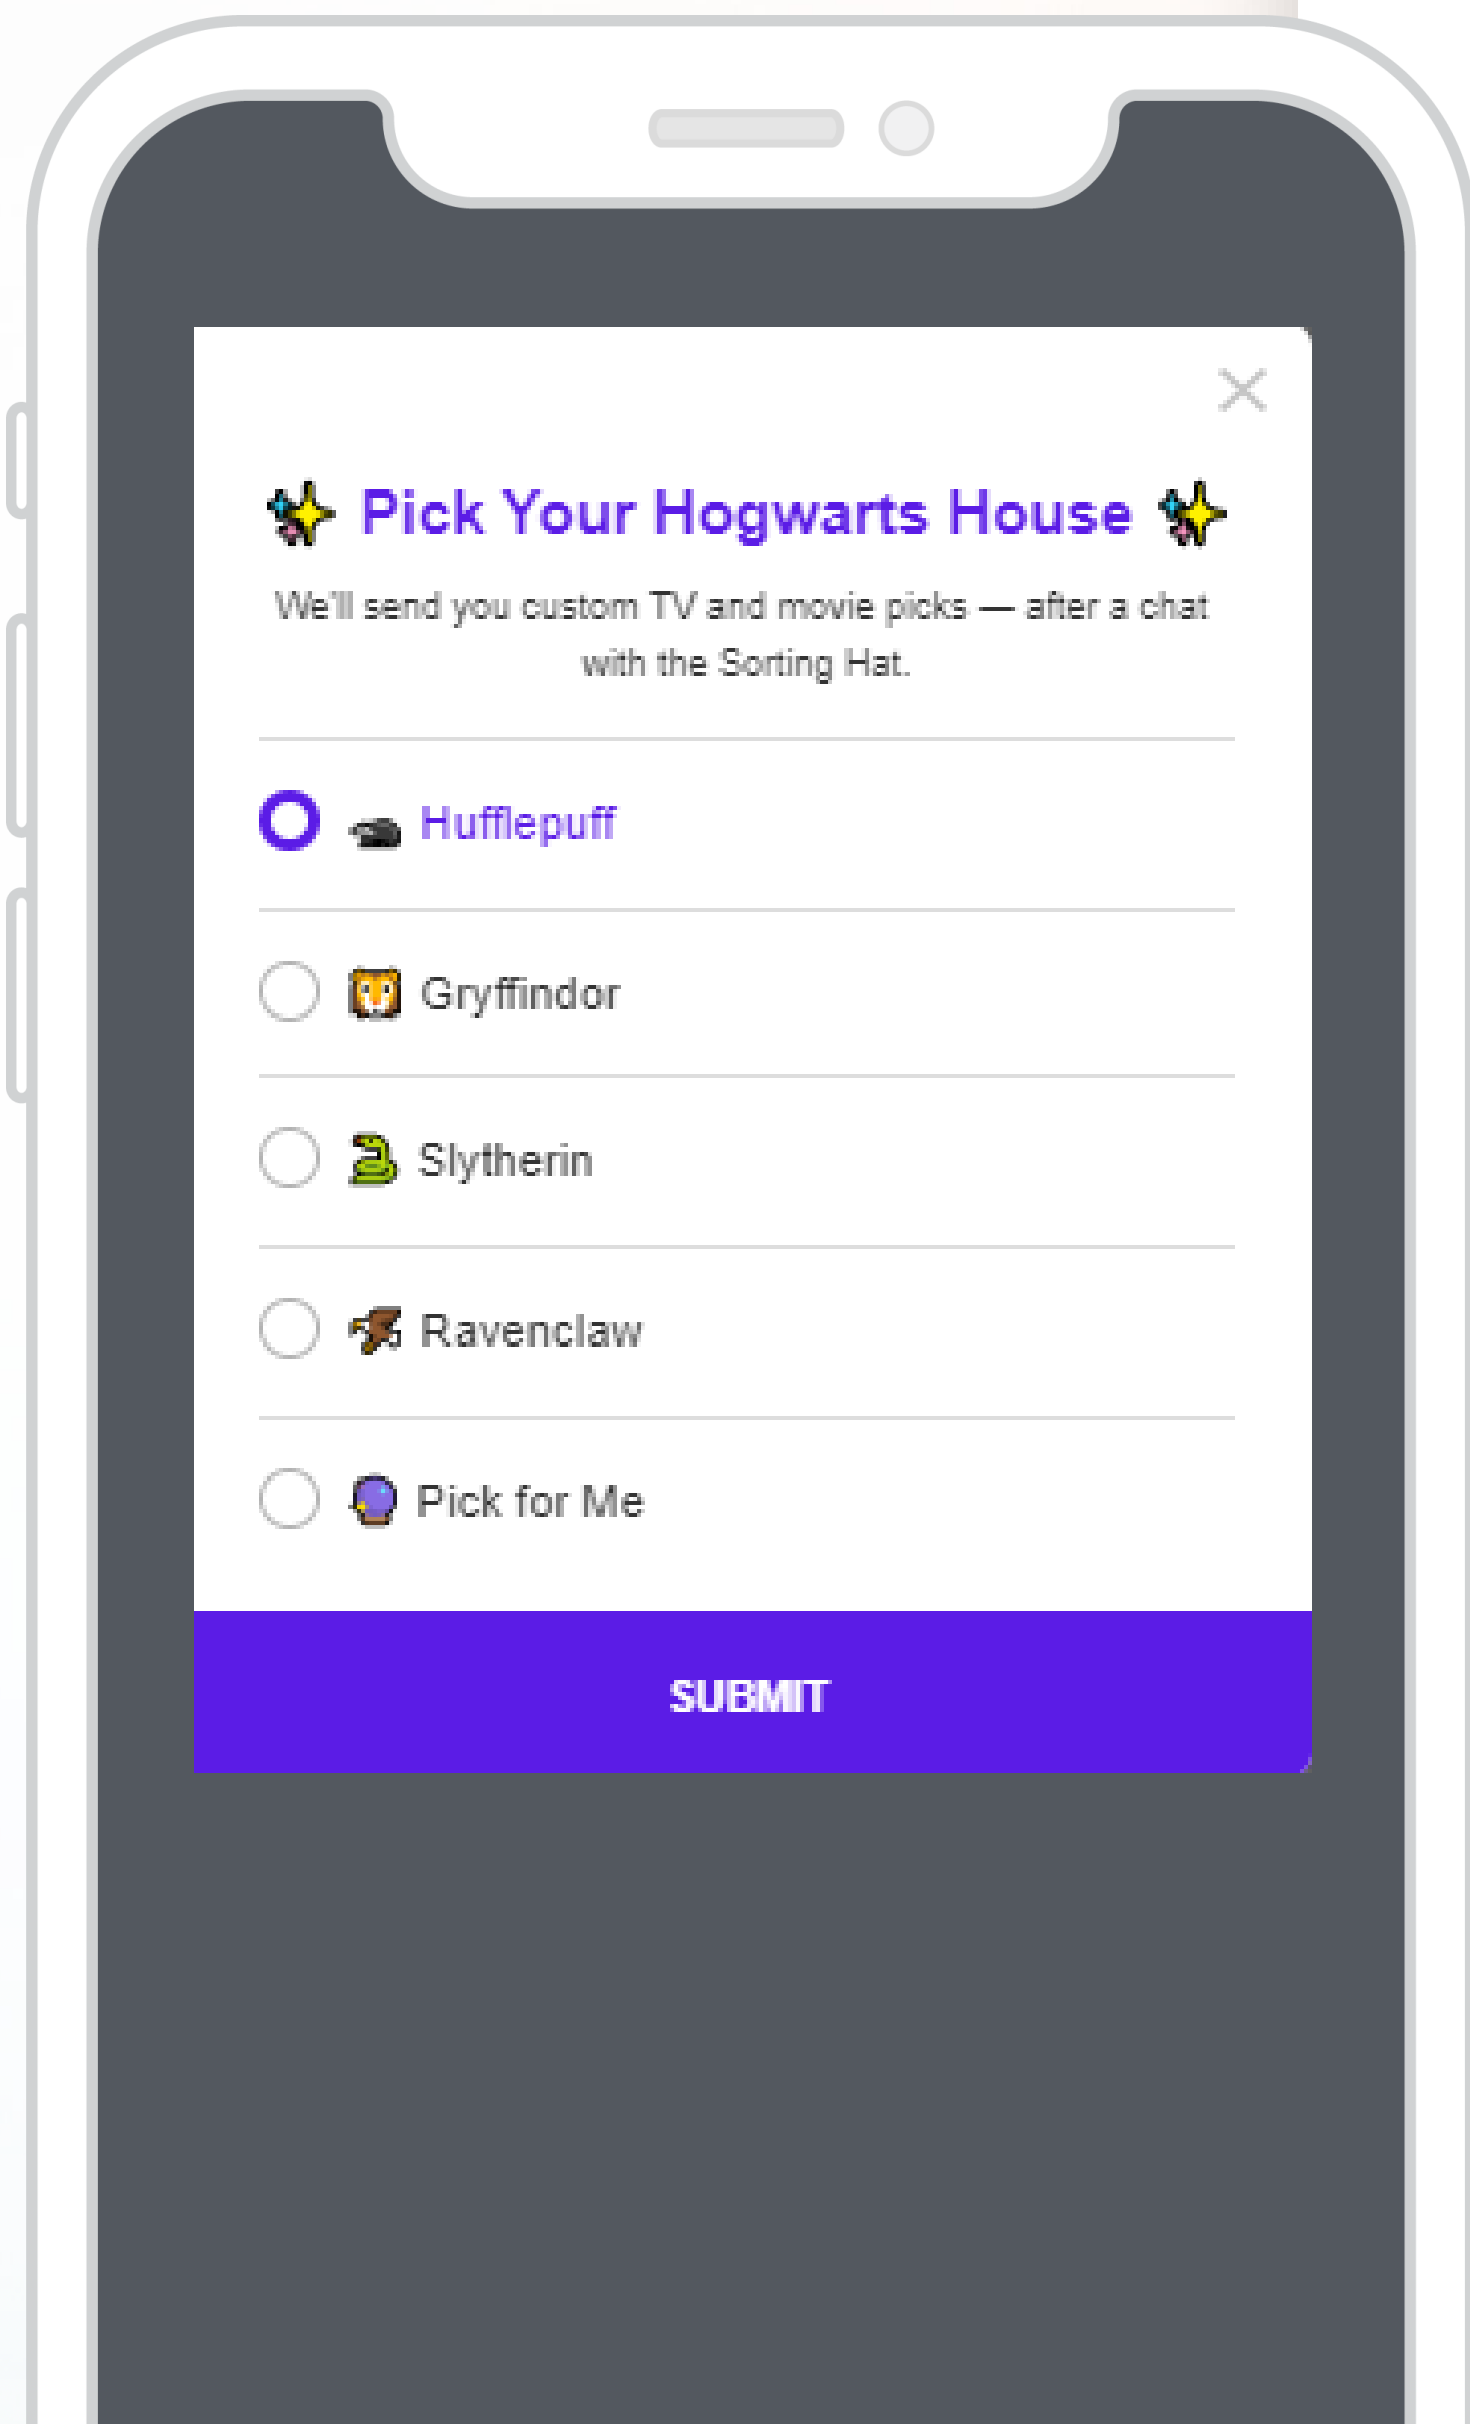 ✨ Pick Your Hogwarts House ✨
We'll send you custom TV and movie picks — after a chat
with the Sorting Hat.
Hufflepuff
Gryffindor
Slytherin
Ravenclaw
Pick for Me
SUBMIT